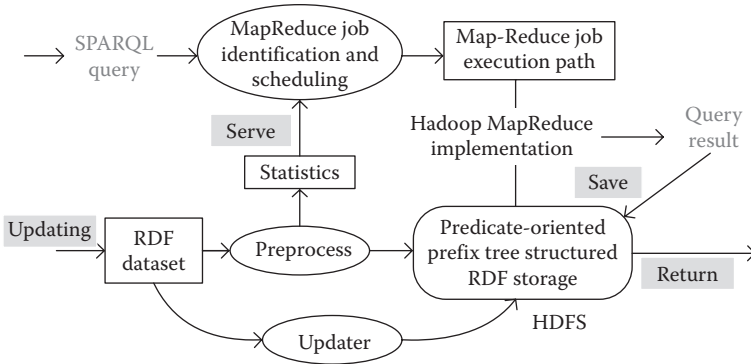 SPARQL
query
MapReduce job
identification and
scheduling
Map-Reduce job
execution path
Serve
Hadoop MapReduce
implementation
Query
result
Statistics
Save
Updating
RDF
dataset
Preprocess
Predicate-oriented
prefix tree structured
RDF storage
Return
Updater
HDFS